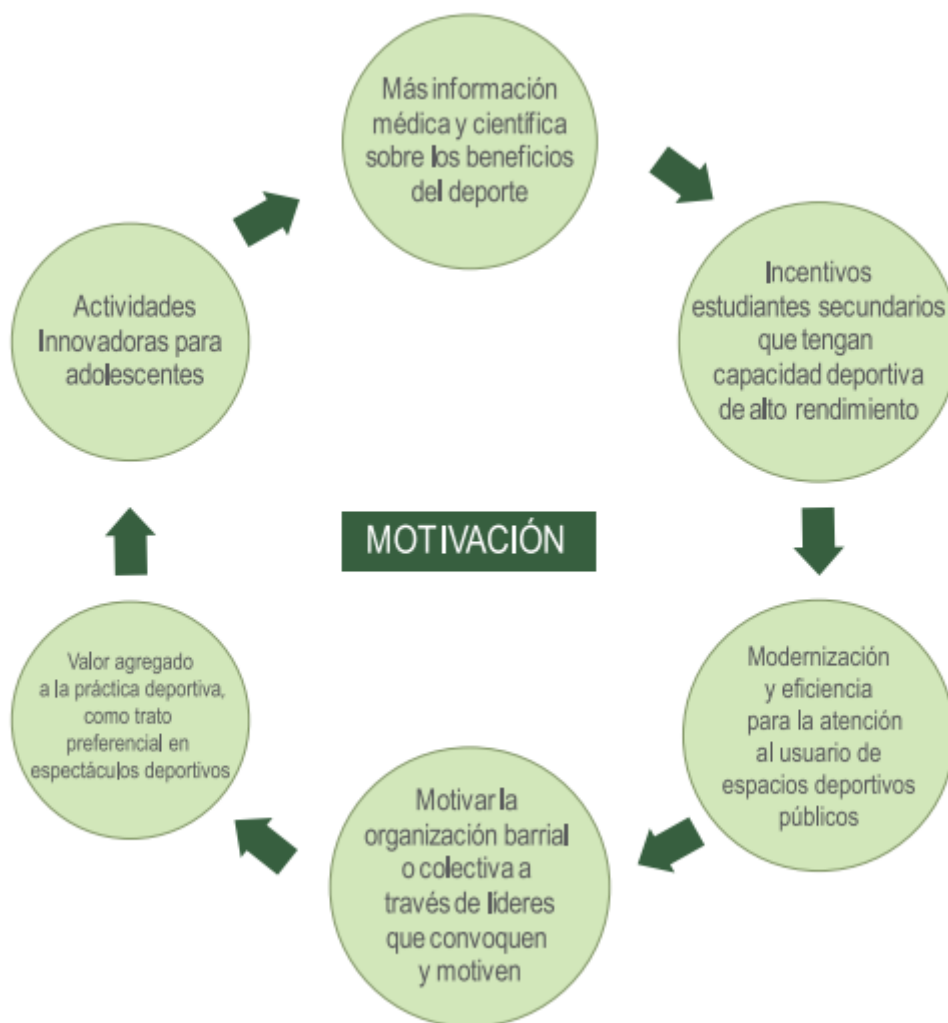 Más información
médica y científica
sobre los beneficios
del deporte
Incentivos
estudiantes secundarios
que tengan
capacidad deportiva
de alto rendimiento
Modernización
y eficiencia
para la atención
al usuario de
espacios deportivos
públicos
Motivar la
organización barrial
o colectiva a
través de líderes
que convoquen
y motiven
Valor agregado
a la práctica deportiva,
como trato
preferencial en
espectáculos deportivos
Actividades
Innovadoras para
adolescentes
MOTIVACIÓN